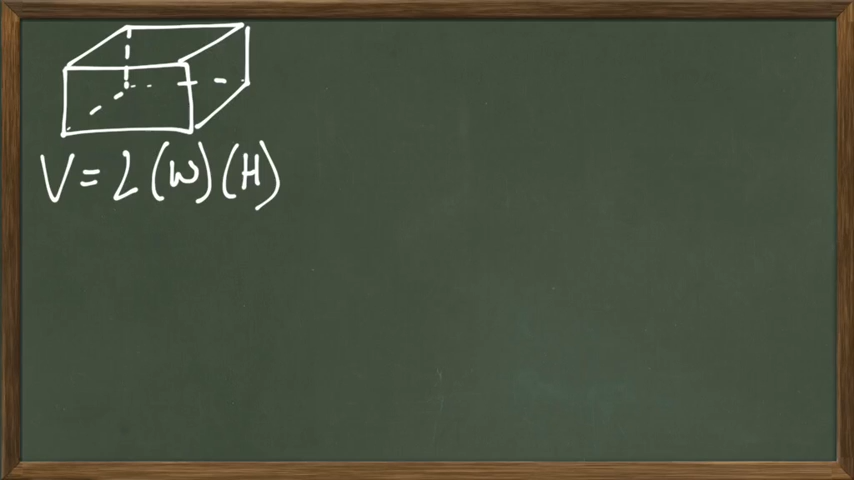 V = L (W) (H)